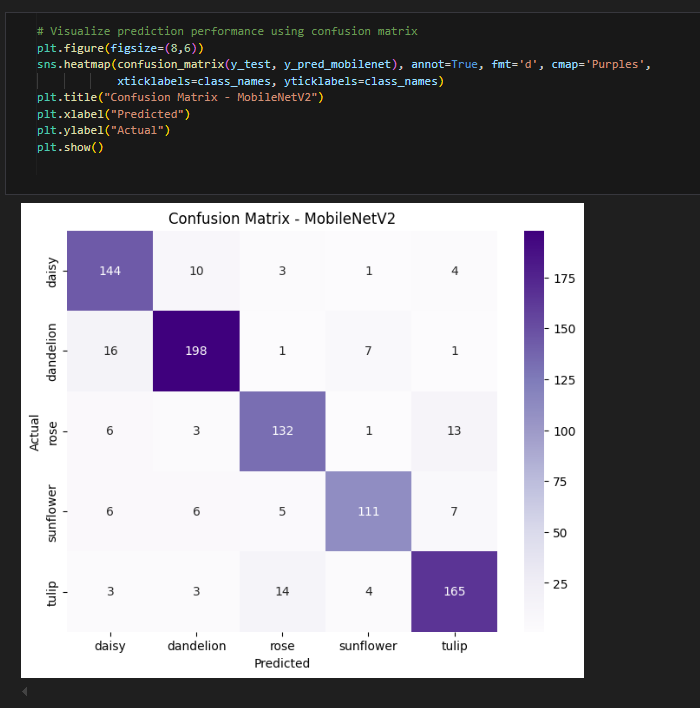 # Visualize prediction performance using confusion matrix
plt.figure(figsize=(8,6))
sns.heatmap(confusion_matrix(y_test, y_pred_mobilenet), annot=True, fmt='d', cmap='Purples',
xticklabels=class_names, yticklabels=class_names)
plt.title("Confusion Matrix - MobileNetV2")
plt.xlabel("Predicted")
plt.ylabel("Actual")
plt.show()
Confusion Matrix - MobileNetV2
Actual
daisy 144 10 3 1 4
dandelion 16 198 1 7 1
rose 6 3 132 1 13
sunflower 6 6 5 111 7
tulip 3 3 14 4 165
daisy dandelion rose sunflower tulip
Predicted
175
150
125
100
75
50
25